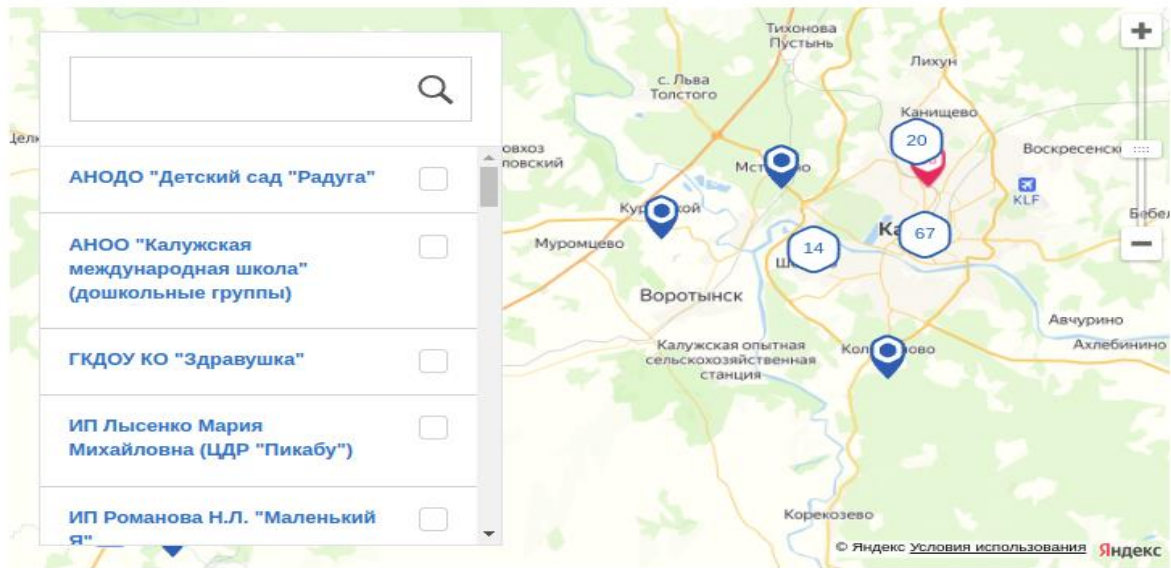 АНОДО "Детский сад "Радуга"
АНОО "Калужская
международная школа"
(дошкольные группы)
ГКДОУ КО "Здравушка"
ИП Лысенко Мария
Михайловна (ЦДР "Пикабу")
ИП Романова Н.Л. "Маленький
Я"
Тихонова
Пустынь
Лихун
с. Льва
Толстого
Канищево
20
Воскресенск
KLF
Муромцево
67
14
Воротынск
Авчурино
Ахлебинино
Калужская опытная
сельскохозяйственная
станция
Корекозево
© Яндекс Условия использования Яндекс